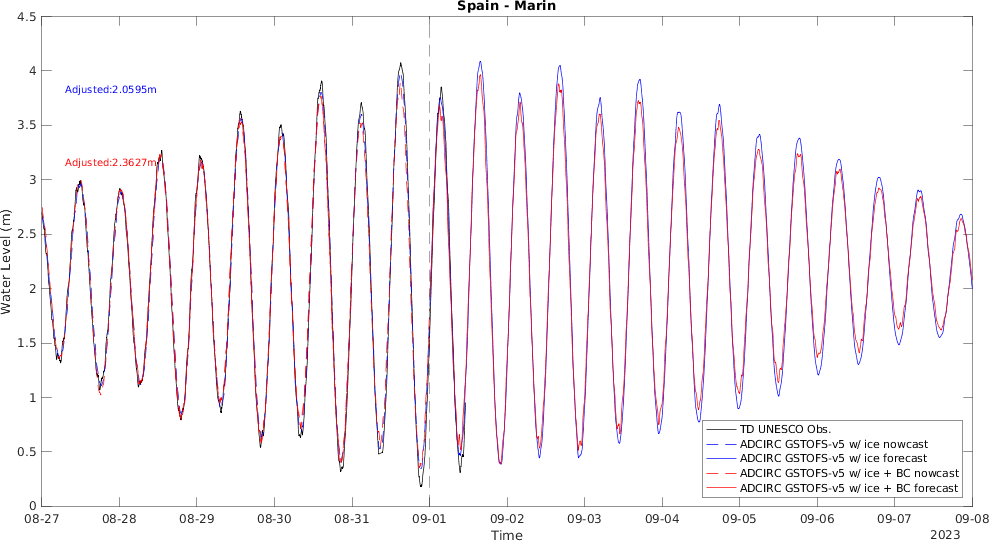 Spain - Marin
4.5
4
3.5
3
2.5
2
1.5
1
0.5
0
Water Level (m)
Adjusted:2.0595m
Adjusted:2.3627m
TD UNESCO Obs.
ADCIRC GSTOFS-v5 w/ ice nowcast
ADCIRC GSTOFS-v5 w/ ice forecast
ADCIRC GSTOFS-v5 w/ ice + BC nowcast
ADCIRC GSTOFS-v5 w/ ice + BC forecast
08-27 08-28 08-29 08-30 08-31 09-01 09-02 09-03 09-04 09-05 09-06 09-07 09-08
Time
2023